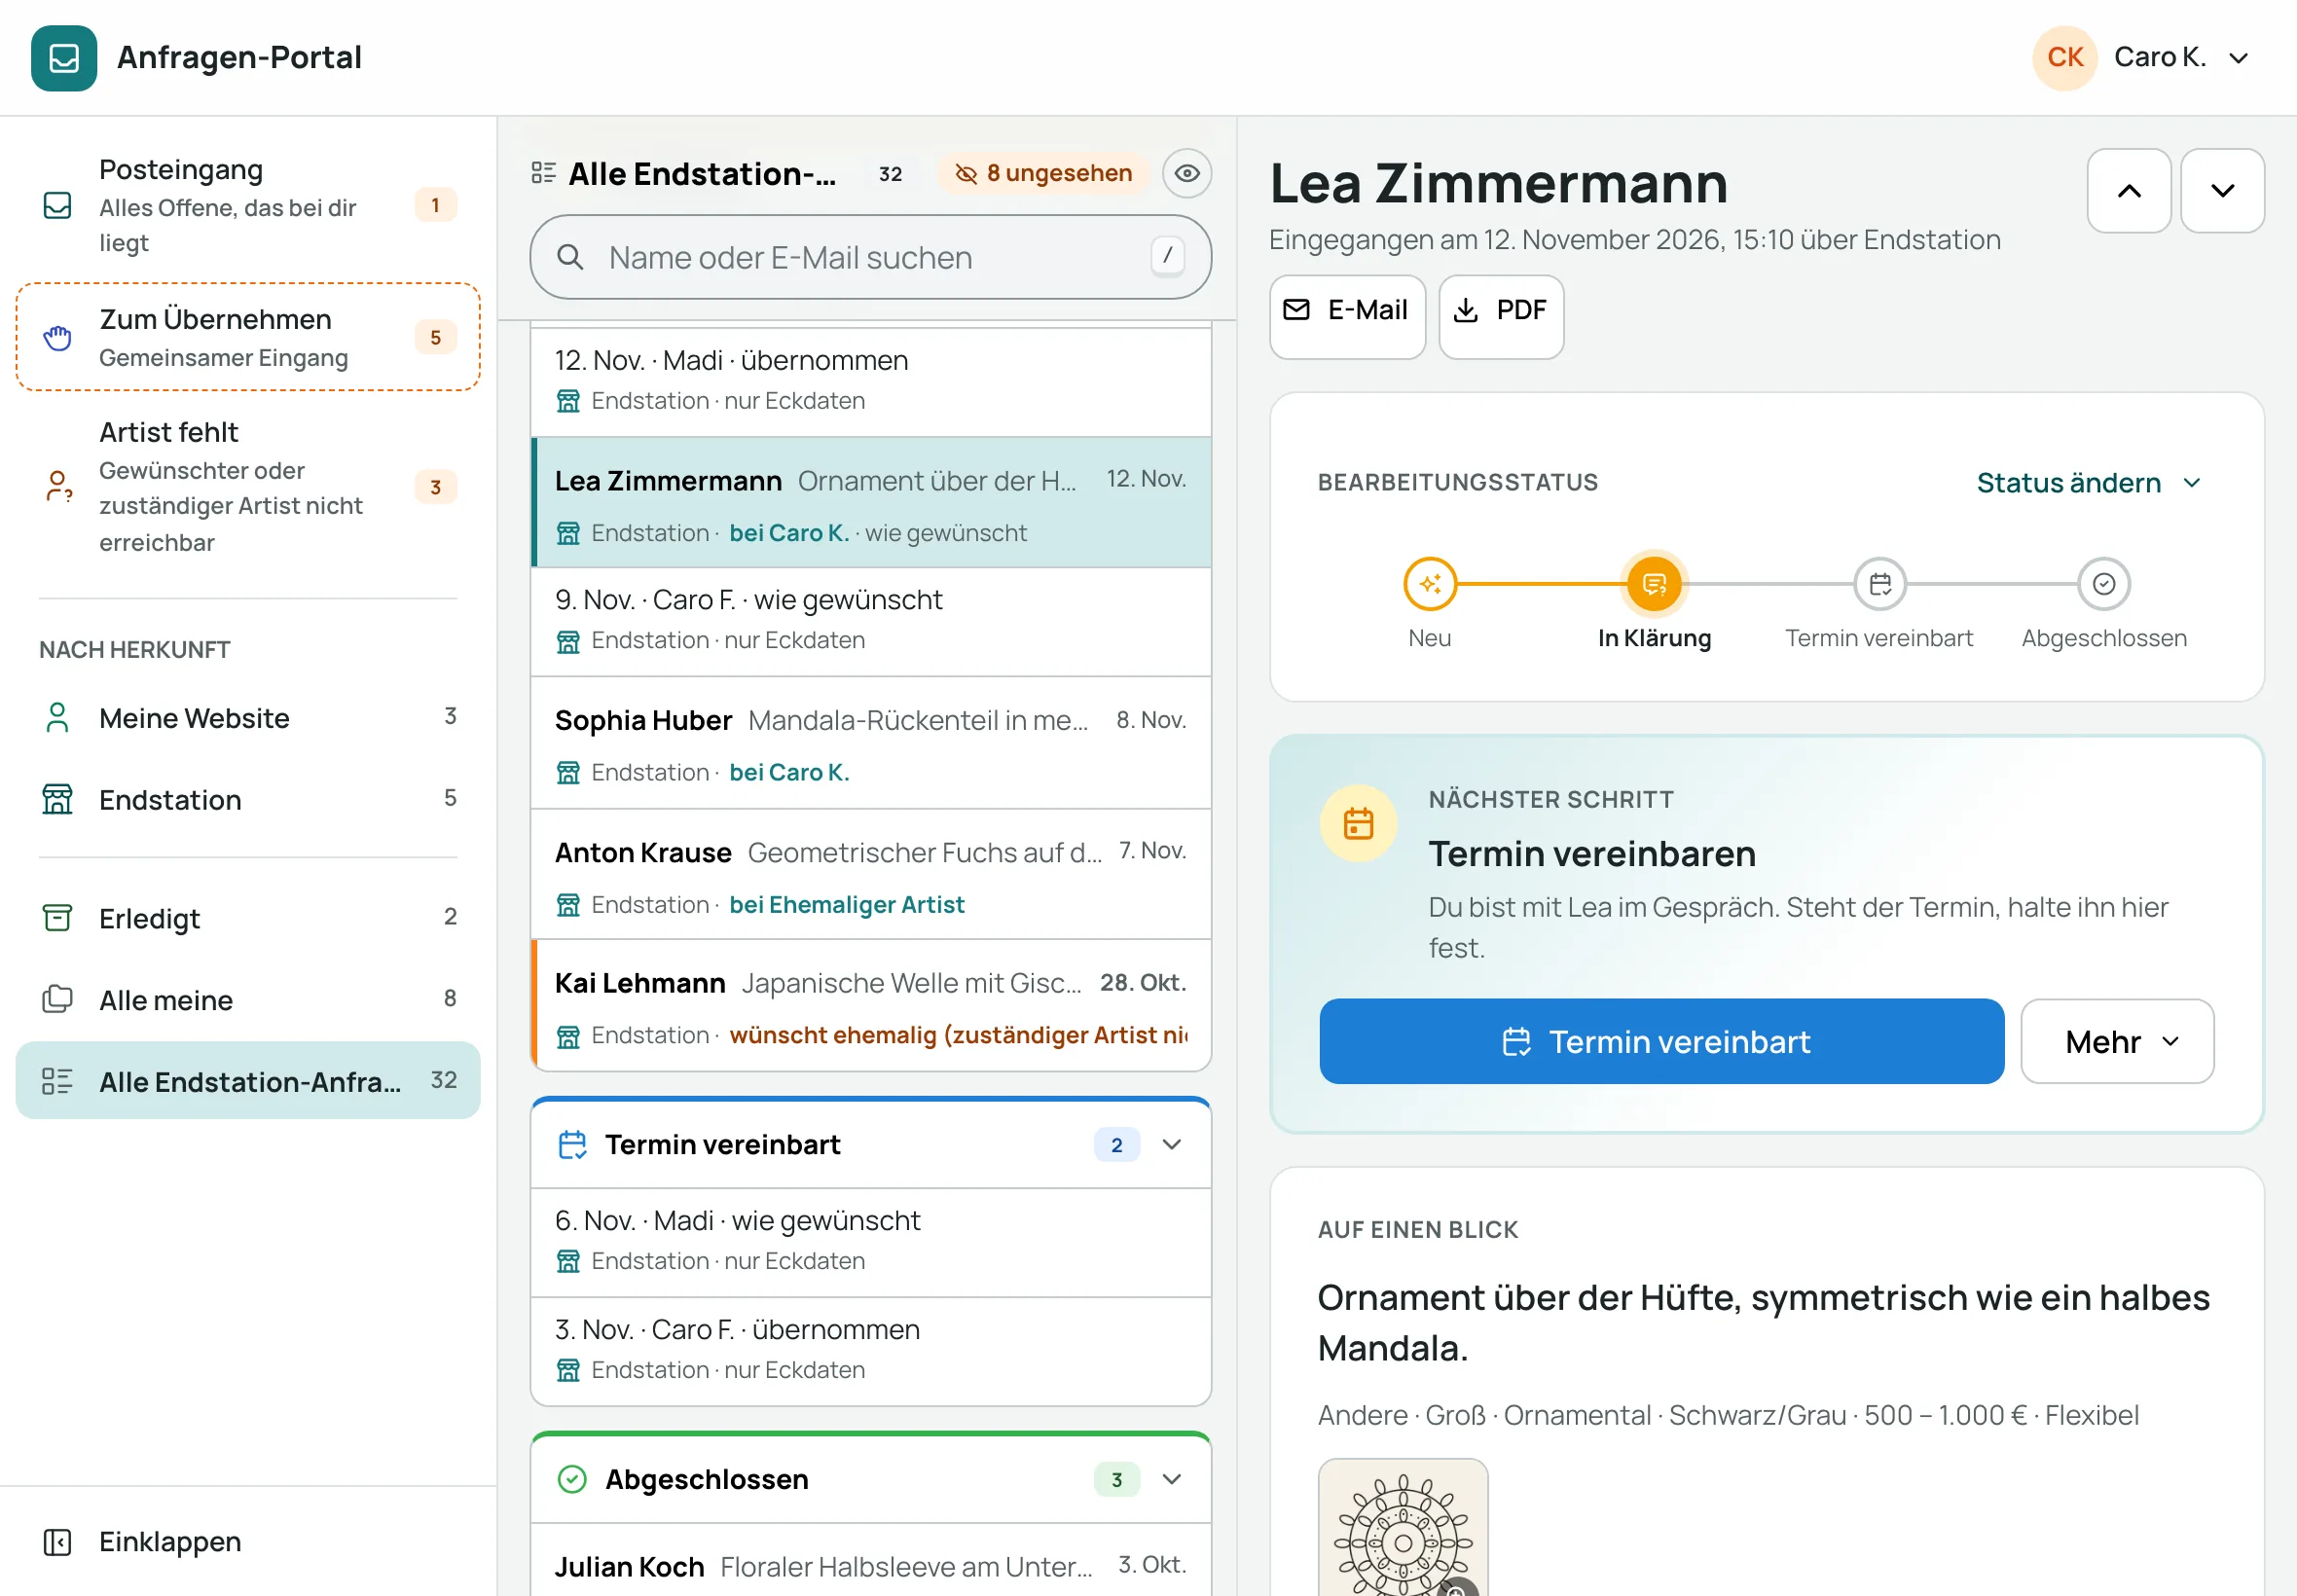 Anfragen-Portal
CK Caro K.
Posteingang
Alles Offene, das bei dir
liegt
1
Zum Übernehmen
Gemeinsamer Eingang
5
Artist fehlt
Gewünschter oder
zuständiger Artist nicht
erreichbar
3
NACH HERKUNFT
Meine Website 3
Endstation 5
Erledigt 2
Alle meine 8
Alle Endstation-Anfra... 32
Einklappen
Alle Endstation-... 32 8 ungesehen
Name oder E-Mail suchen /
12. Nov. · Madi · übernommen
Endstation · nur Eckdaten
Lea Zimmermann Ornament über der H... 12. Nov.
Endstation · bei Caro K. · wie gewünscht
9. Nov. · Caro F. · wie gewünscht
Endstation · nur Eckdaten
Sophia Huber Mandala-Rückenteil in me... 8. Nov.
Endstation · bei Caro K.
Anton Krause Geometrischer Fuchs auf d... 7. Nov.
Endstation · bei Ehemaliger Artist
Kai Lehmann Japanische Welle mit Gisc... 28. Okt.
Endstation · wünscht ehemalig (zuständiger Artist ni
Termin vereinbart 2
6. Nov. · Madi · wie gewünscht
Endstation · nur Eckdaten
3. Nov. · Caro F. · übernommen
Endstation · nur Eckdaten
Abgeschlossen 3
Julian Koch Floraler Halbsleeve am Unter... 3. Okt.
Lea Zimmermann
Eingegangen am 12. November 2026, 15:10 über Endstation
E-Mail PDF
BEARBEITUNGSSTATUS
Status ändern
Neu In Klärung Termin vereinbart Abgeschlossen
NÄCHSTER SCHRITT
Termin vereinbaren
Du bist mit Lea im Gespräch. Steht der Termin, halte ihn hier
fest.
Termin vereinbart Mehr
AUF EINEN BLICK
Ornament über der Hüfte, symmetrisch wie ein halbes
Mandala.
Andere · Groß · Ornamental · Schwarz/Grau · 500 – 1.000 € · Flexibel